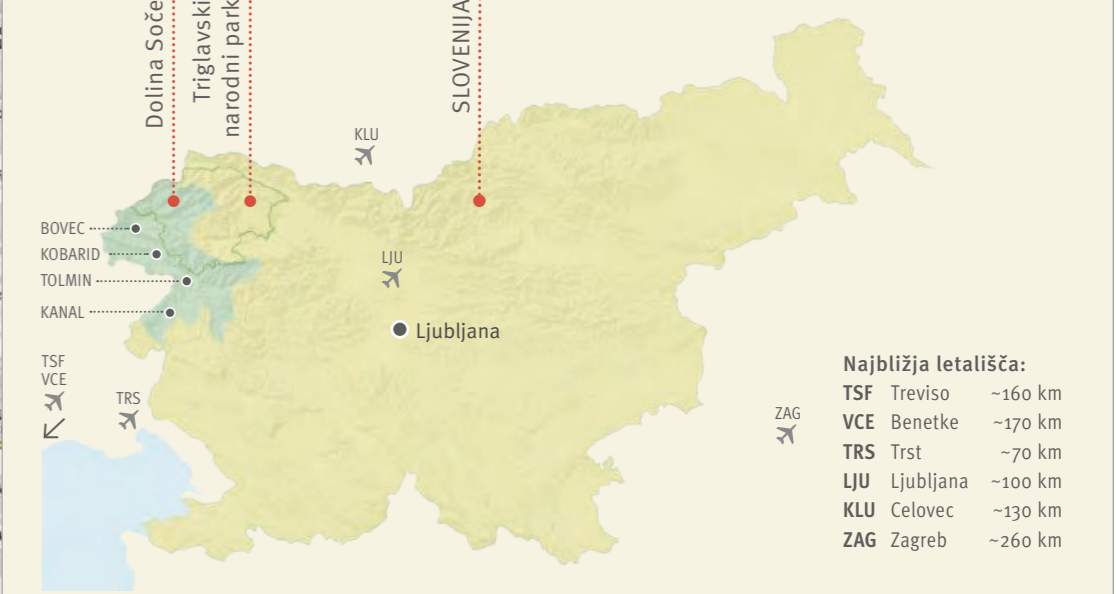 Dolina Soče
Triglavski
narodni park
SLOVENIJA
KLU
BOVEC
KOBARID
TOLMIN
KANAL
LJU
Ljubljana
TSF
VCE
TRS
ZAG
Najbližja letališča:
TSF Treviso ~160 km
VCE Benetke ~170 km
TRS Trst ~70 km
LJU Ljubljana ~100 km
KLU Celovec ~130 km
ZAG Zagreb ~260 km